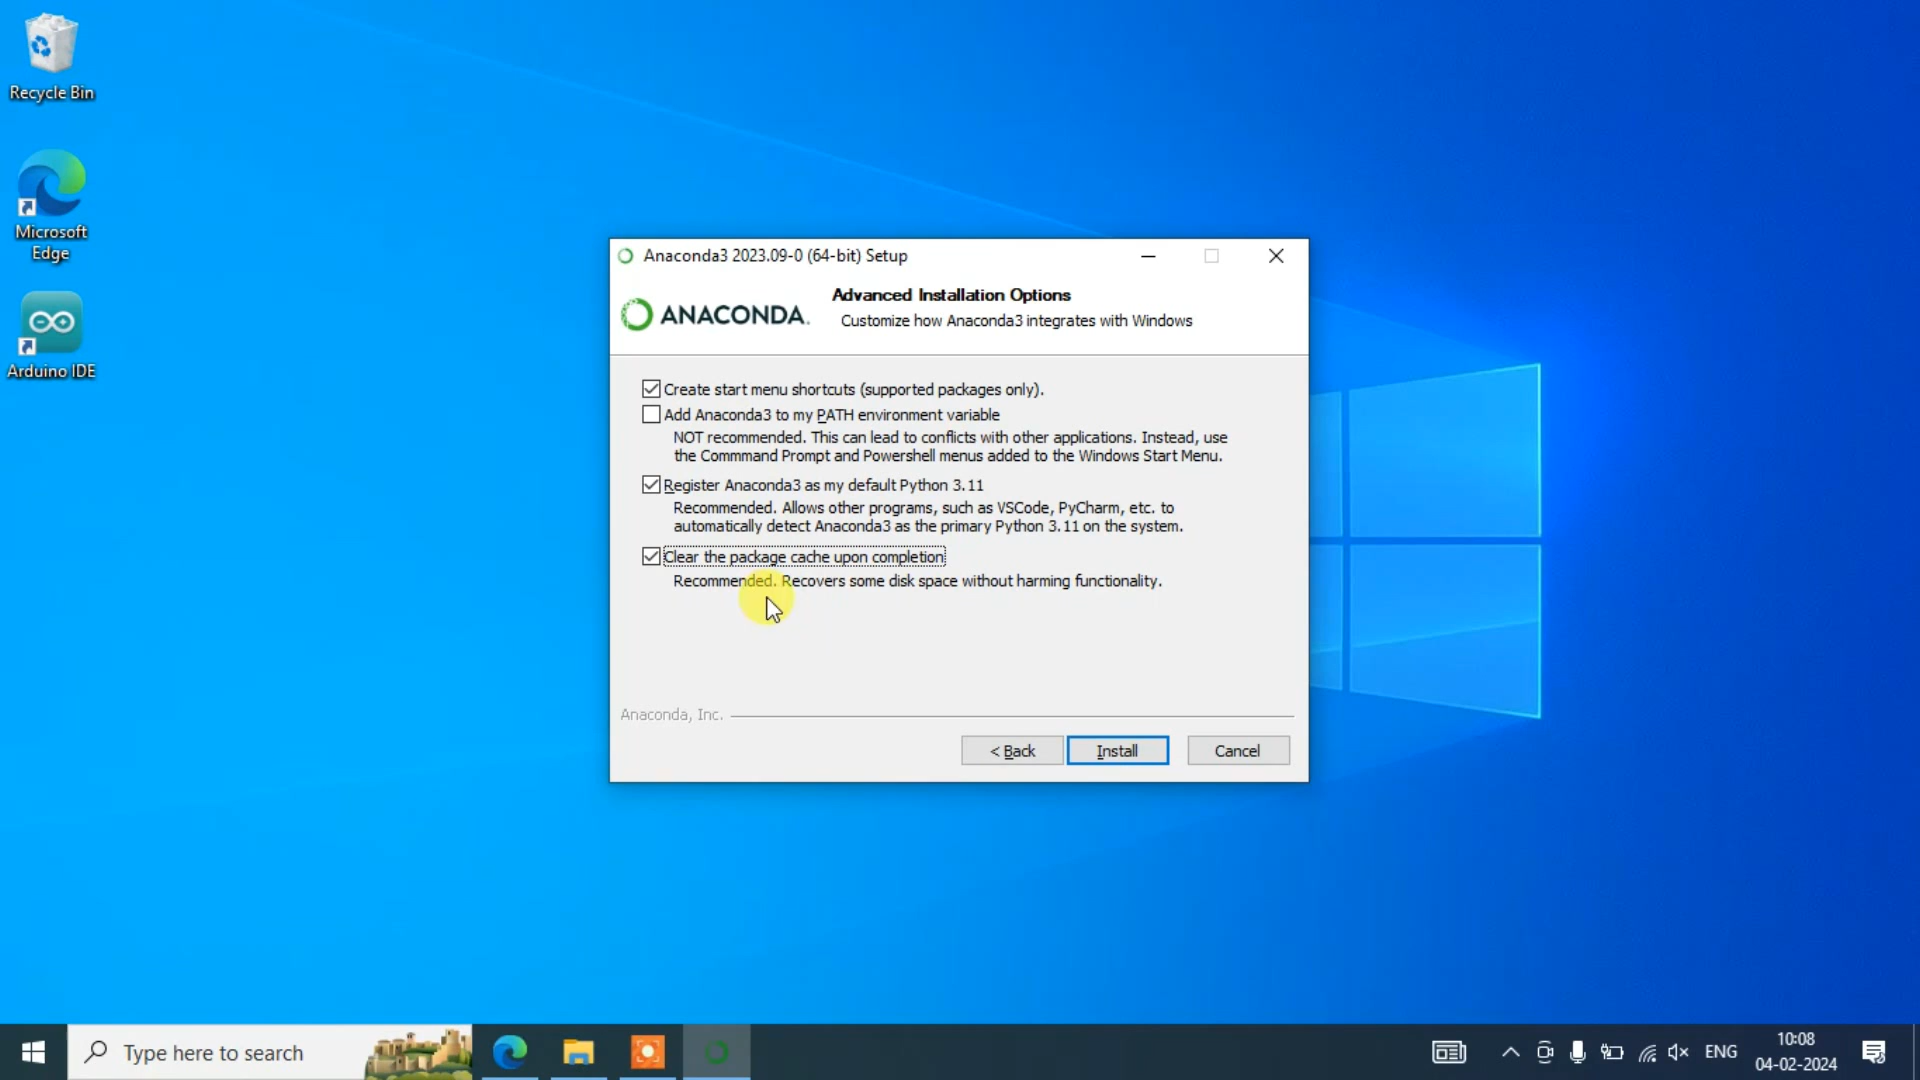 Recycle Bin
Microsoft
Edge
Arduino IDE
Anaconda3 2023.09-0 (64-bit) Setup
ANACONDA.
Advanced Installation Options
Customize how Anaconda3 integrates with Windows
Create start menu shortcuts (supported packages only).
Add Anaconda3 to my PATH environment variable
NOT recommended. This can lead to conflicts with other applications. Instead, use
the Commmand Prompt and Powershell menus added to the Windows Start Menu.
Register Anaconda3 as my default Python 3.11
Recommended. Allows other programs, such as VSCode, PyCharm, etc. to
automatically detect Anaconda3 as the primary Python 3.11 on the system.
Clear the package cache upon completion
Recommended. Recovers some disk space without harming functionality.
Anaconda, Inc.
< Back
Install
Cancel
Type here to search
ENG
10:08
04-02-2024